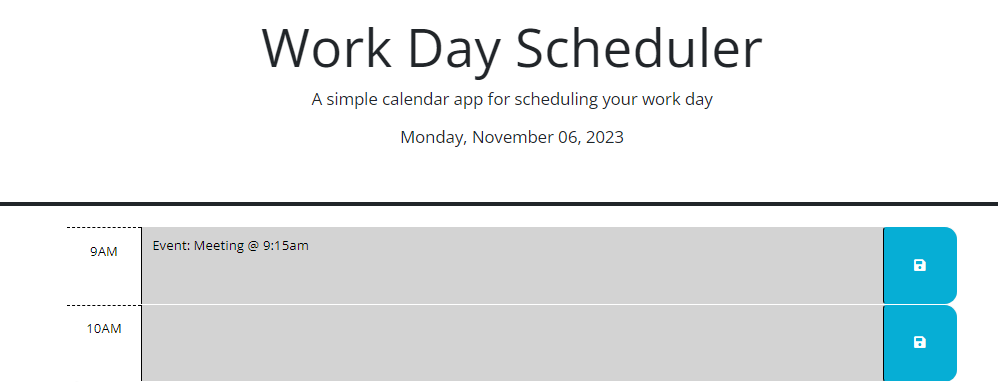 Work Day Scheduler
A simple calendar app for scheduling your work day
Monday, November 06, 2023
9AM
Event: Meeting @ 9:15am
10AM